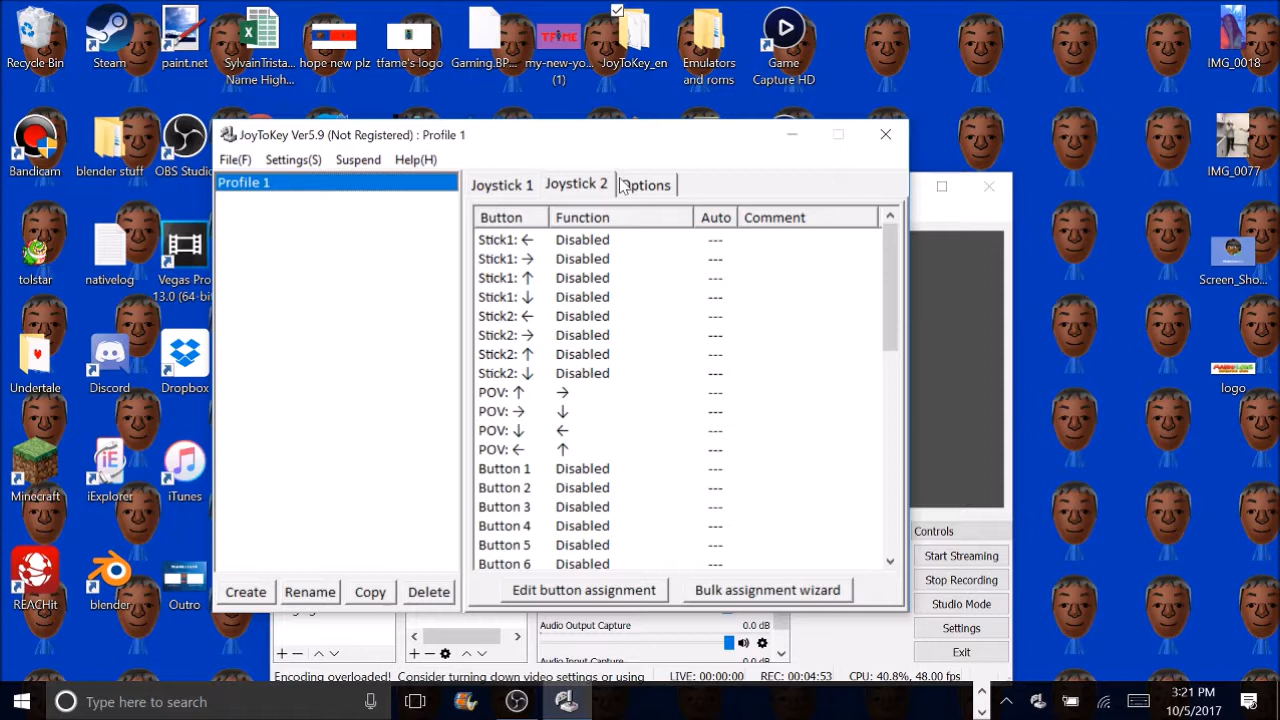 Recycle Bin
Steam
paint.net
SylvainTrista...
Name High...
hope new plz
tfame's logo
Gaming.BP...
TFIME
my-new-yo...
(1)
JoyToKey_en
Emulators
and roms
Game
Capture HD
IMG_0018
Bandicam
blender stuff
OBS Studio
IMG_0077
olstar
nativelog
Vegas Pro
13.0 (64-bit
Screen_Sho...
Undertale
Discord
Dropbox
logo
Minecraft
iExplorer
iTunes
REACHit
blender
Outro
JoyToKey Ver5.9 (Not Registered) : Profile 1
File(F)
Settings(S)
Suspend
Help(H)
Profile 1
Joystick 1
Joystick 2
Options
Button Function Auto Comment
Stick1: ← Disabled ---
Stick1: → Disabled ---
Stick1: ↑ Disabled ---
Stick1: ↓ Disabled ---
Stick2: ← Disabled ---
Stick2: → Disabled ---
Stick2: ↑ Disabled ---
Stick2: ↓ Disabled ---
POV: ↑ → ---
POV: → ↓ ---
POV: ↓ ← ---
POV: ← ↑ ---
Button 1 Disabled ---
Button 2 Disabled ---
Button 3 Disabled ---
Button 4 Disabled ---
Button 5 Disabled ---
Button 6 Disabled ---
Create
Rename
Copy
Delete
Edit button assignment
Bulk assignment wizard
Controls
Start Streaming
Stop Recording
Studio Mode
Settings
Exit
Audio Output Capture 0.0 dB
Audio Input Capture 0.0 dB
Encoding overloaded! Consider turning down video settings or using
LIVE: 00:00:00
REC: 00:04:53
CPU: 40.8%, 48.00 fps
Type here to search
3:21 PM
10/5/2017